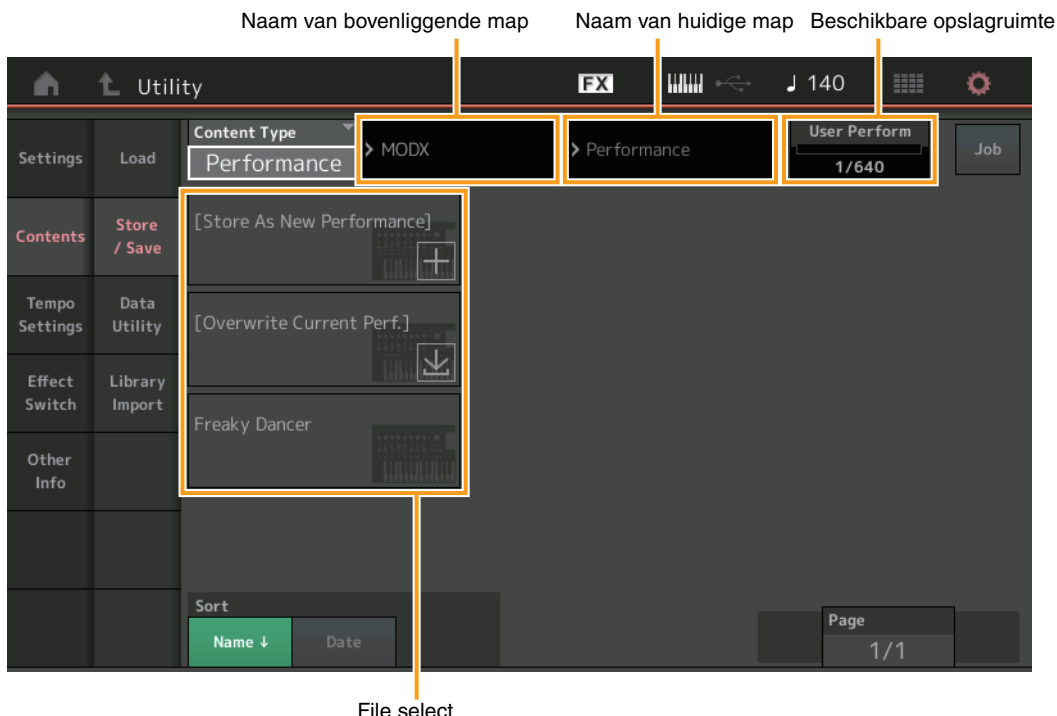 Naam van bovenliggende map
Naam van huidige map
Beschikbare opslagruimte
Utility
FX
140
Settings
Load
Content Type
Performance
> MODX
> Performance
User Perform
1/640
Job
Contents
Store
/ Save
[Store As New Performance]
Tempo
Settings
Data
Utility
[Overwrite Current Perf.]
Effect
Switch
Library
Import
Freaky Dancer
Other
Info
Sort
Name ↓
Date
Page
1/1
File select